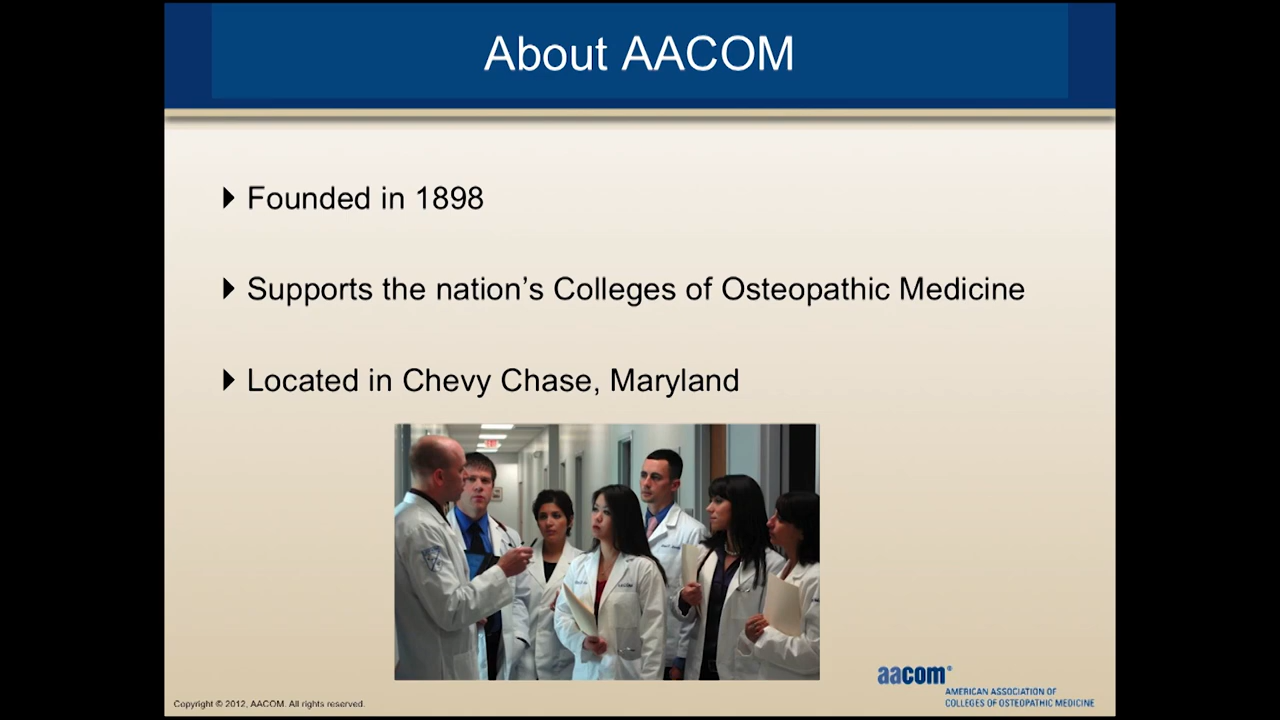 About AACOM
Founded in 1898
Supports the nation’s Colleges of Osteopathic Medicine
Located in Chevy Chase, Maryland
aacom®
AMERICAN ASSOCIATION OF
COLLEGES OF OSTEOPATHIC MEDICINE
Copyright © 2012, AACOM. All rights reserved.